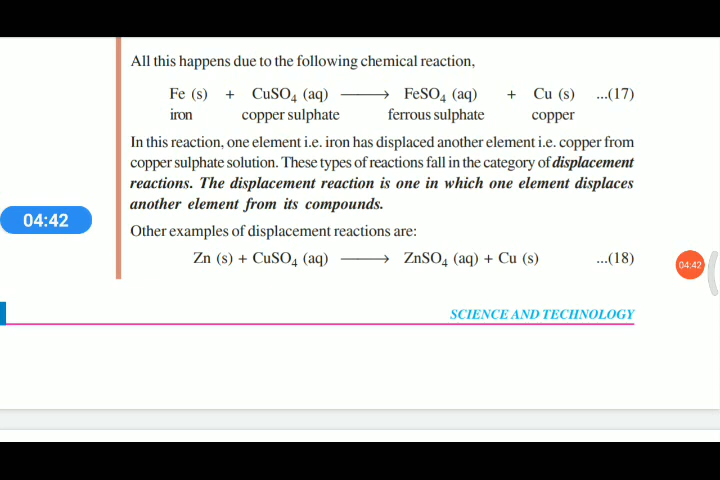 All this happens due to the following chemical reaction,
Fe (s) + CuSO₄ (aq) ⟶ FeSO₄ (aq) + Cu (s) ...(17)
iron copper sulphate ferrous sulphate copper
In this reaction, one element i.e. iron has displaced another element i.e. copper from
copper sulphate solution. These types of reactions fall in the category of displacement
reactions. The displacement reaction is one in which one element displaces
another element from its compounds.
04:42
Other examples of displacement reactions are:
Zn (s) + CuSO₄ (aq) ⟶ ZnSO₄ (aq) + Cu (s) ...(18)
04:42
SCIENCE AND TECHNOLOGY